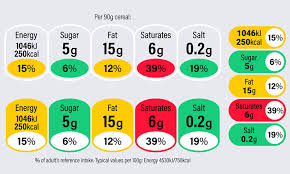 Per 90g cereal:
Energy Sugar Fat Saturates Salt
1046kJ
250kcal 5g 15g 6g 0.2g
15% 6% 12% 39% 19%
Energy Sugar Fat Saturates Salt
1046kJ
250kcal 5g 15g 6g 0.2g
15% 6% 12% 39% 19%
% of adult's reference intake. Typical values per 100g: Energy 4530kJ/758kcal
1046kJ
250kcal 15%
Sugar
5g 6%
Fat
15g 12%
Saturates
6g 39%
Salt
0.2g 19%